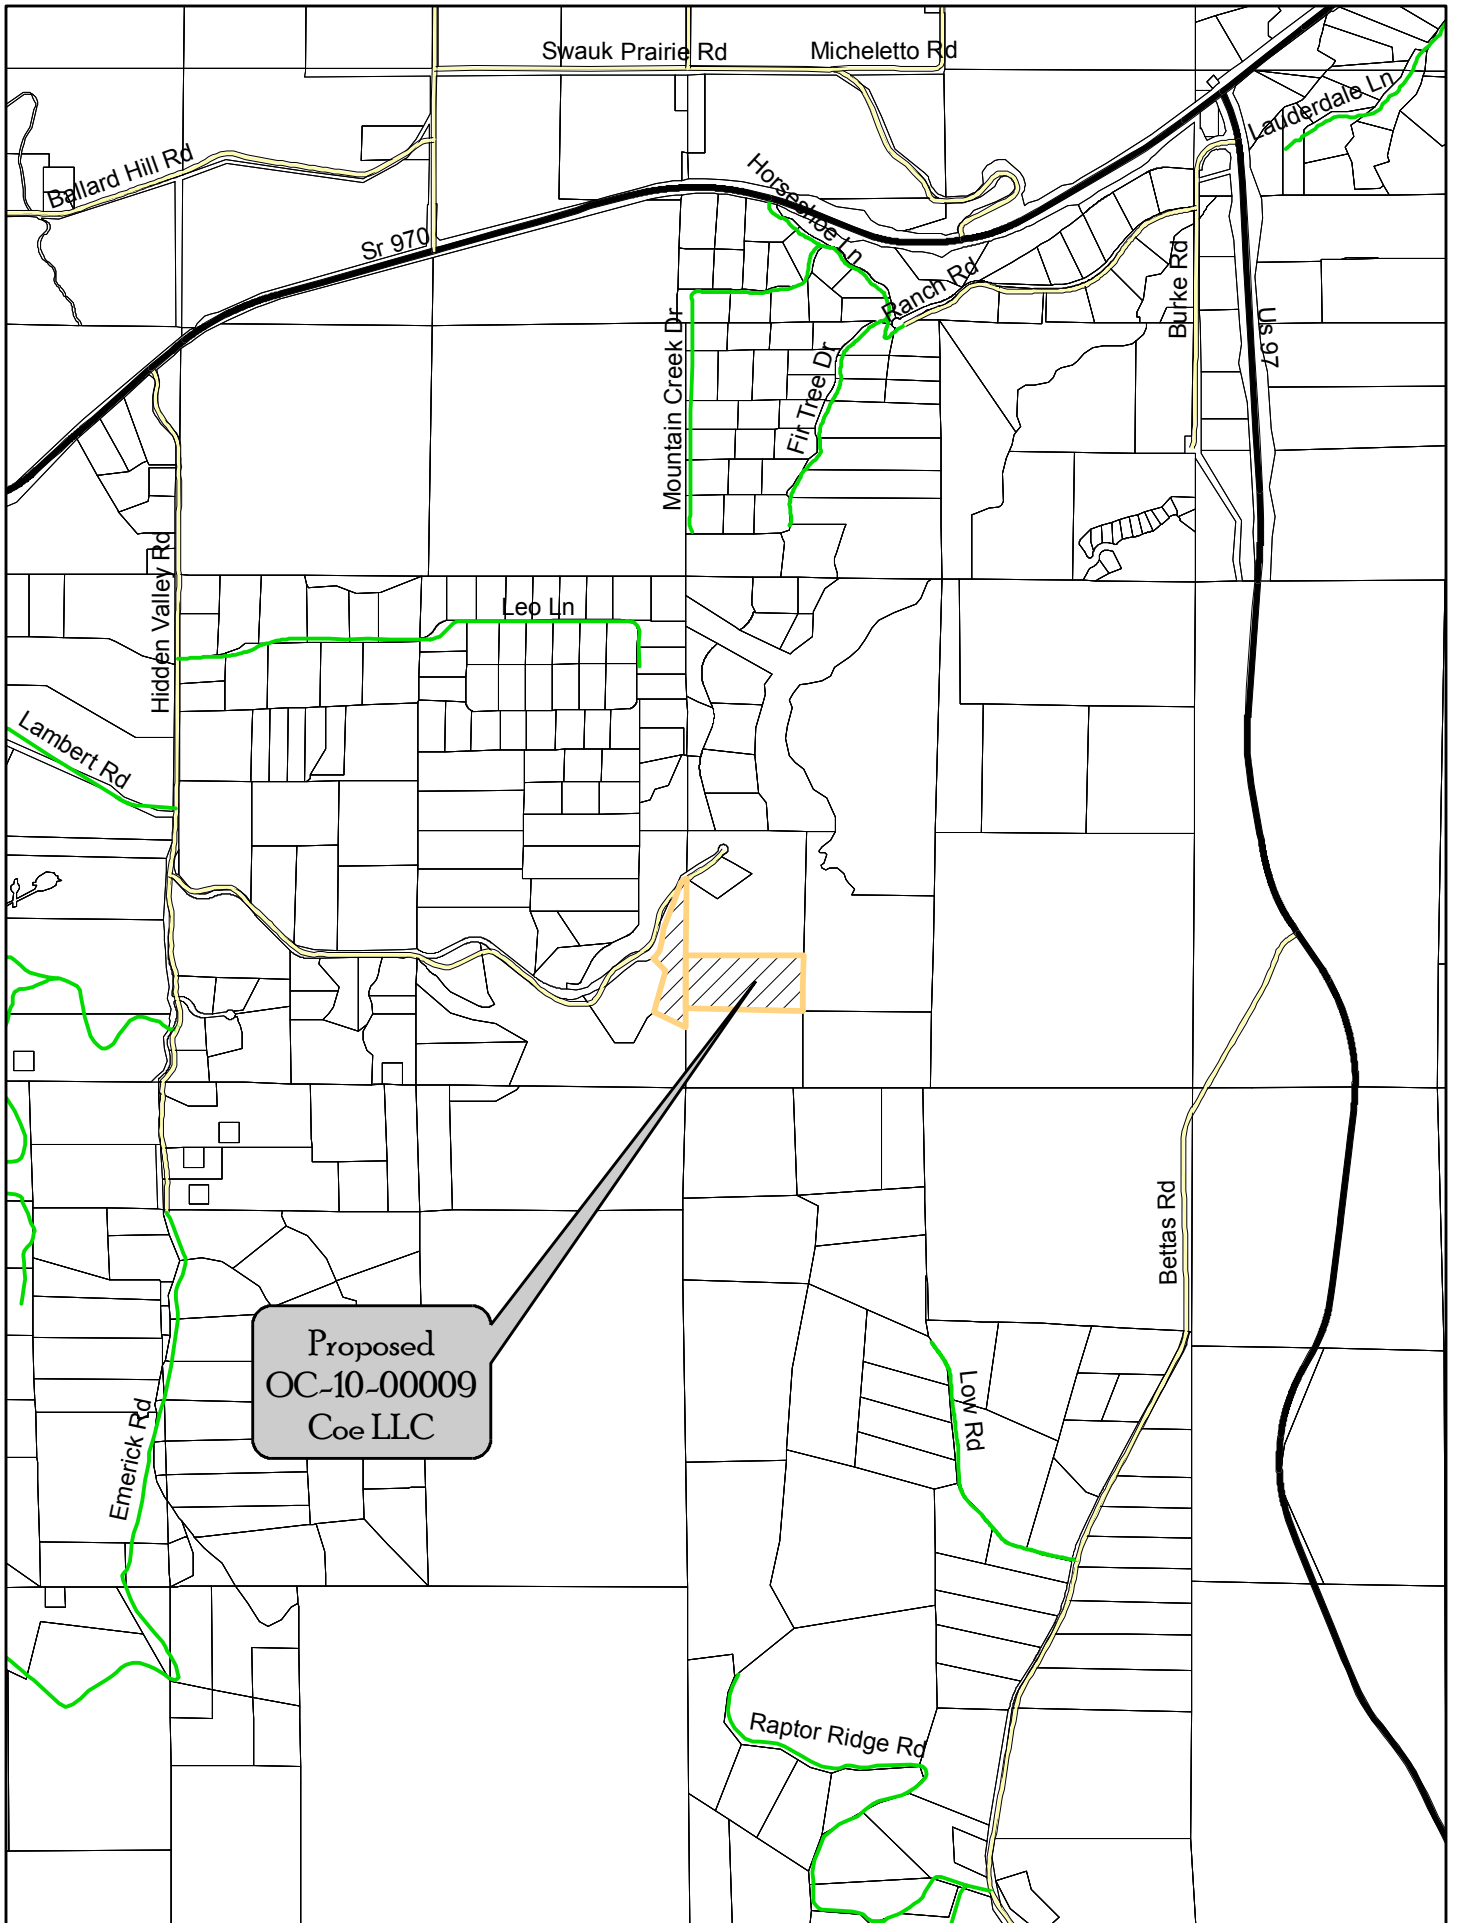 Swauk Prairie Rd
Micheletto Rd
Lauderdale Ln
Ballard Hill Rd
Horseshoe Ln
Sr 970
Ranch Rd
Burke Rd
Us 97
Mountain Creek Dr
Fir Tree Dr
Hidden Valley Rd
Leo Ln
Lambert Rd
Bettas Rd
Proposed
OC-10-00009
Coe LLC
Low Rd
Emerick Rd
Raptor Ridge Rd